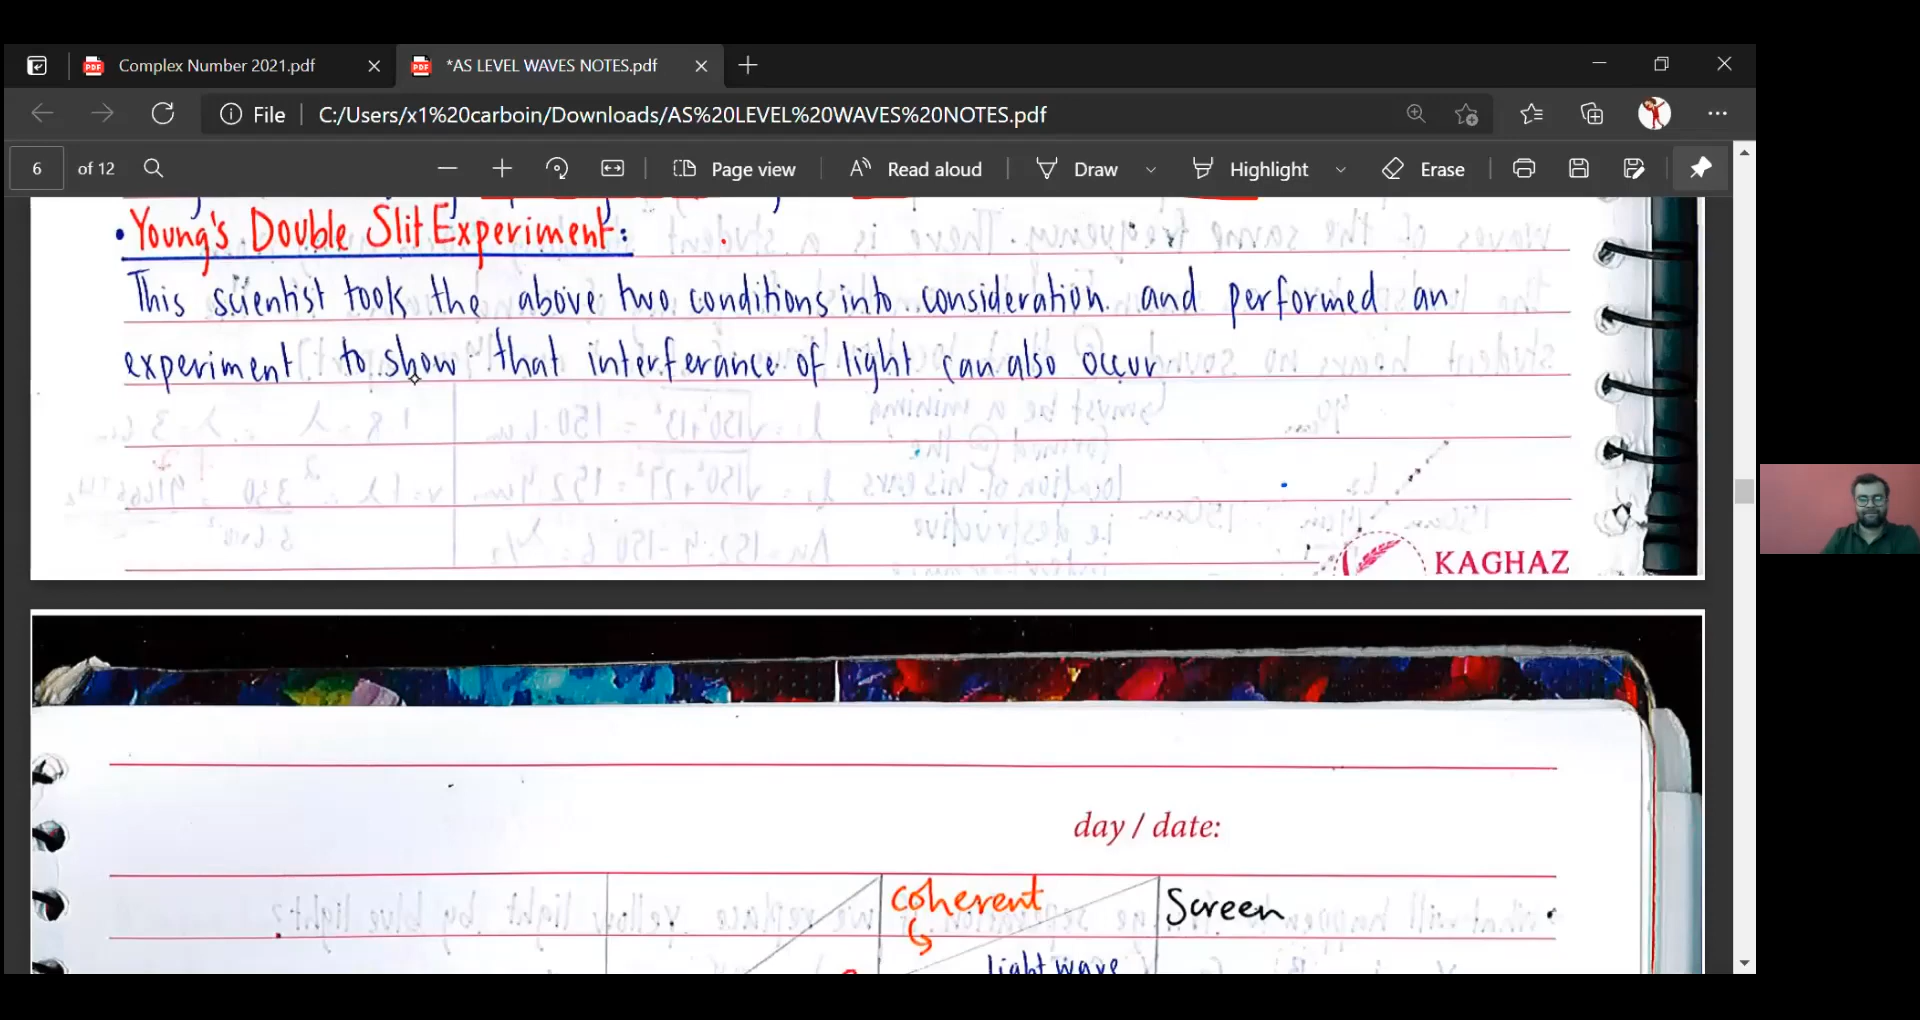 Complex Number 2021.pdf
*AS LEVEL WAVES NOTES.pdf
File
C:/Users/x1%20carboin/Downloads/AS%20LEVEL%20WAVES%20NOTES.pdf
6 of 12
Page view
Read aloud
Draw
Highlight
Erase
• Young's Double Slit Experiment:
This scientist took the above two conditions into consideration and performed an
experiment to show that interferance of light can also occur
KAGHAZ
day / date:
coherent
Screen
light wave